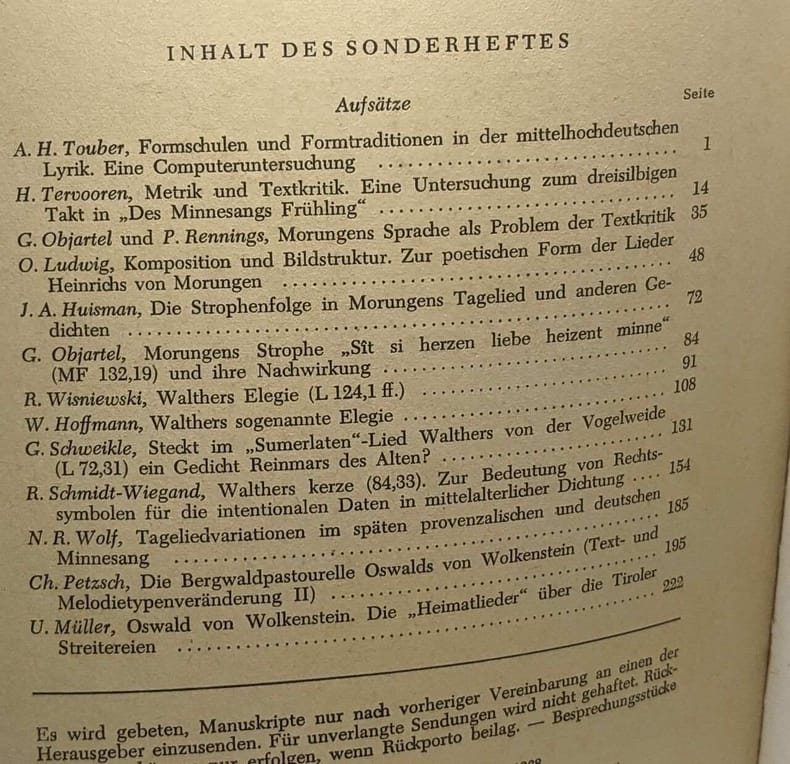 INHALT DES SONDERHEFTES
Aufsätze
Seite
A. H. Touber, Formschulen und Formtraditionen in der mittelhochdeutschen
Lyrik. Eine Computeruntersuchung .......................... 1
H. Tervooren, Metrik und Textkritik. Eine Untersuchung zum dreisilbigen
Takt in „Des Minnesangs Frühling“ .......................... 14
G. Objartel und P. Rennings, Morungens Sprache als Problem der Textkritik 35
O. Ludwig, Komposition und Bildstruktur. Zur poetischen Form der Lieder
Heinrichs von Morungen .......................... 48
J. A. Huisman, Die Strophenfolge in Morungens Tagelied und anderen Ge-
dichten .......................... 72
G. Objartel, Morungens Strophe „Sît si herzen liebe heizent minne“
(MF 132,19) und ihre Nachwirkung .......................... 84
R. Wisniewski, Walthers Elegie (L 124,1 ff.) .......................... 91
W. Hoffmann, Walthers sogenannte Elegie .......................... 108
G. Schweikle, Steckt im „Sumerlaten“-Lied Walthers von der Vogelweide
(L 72,31) ein Gedicht Reinmars des Alten? .......................... 131
R. Schmidt-Wiegand, Walthers kerze (84,33). Zur Bedeutung von Rechts-
symbolen für die intentionalen Daten in mittelalterlicher Dichtung .... 154
N. R. Wolf, Tageliedvariationen im späten provenzalischen und deutschen
Minnesang .......................... 185
Ch. Petzsch, Die Bergwaldpastourelle Oswalds von Wolkenstein (Text- und
Melodietypenveränderung II) .......................... 195
U. Müller, Oswald von Wolkenstein. Die „Heimatlieder“ über die Tiroler
Streitereien .......................... 222
Es wird gebeten, Manuskripte nur nach vorheriger Vereinbarung an einen der
Herausgeber einzusenden. Für unverlangte Sendungen wird nicht gehaftet. Rück-
erfolgen, wenn Rückporto beilag. — Besprechungsstücke